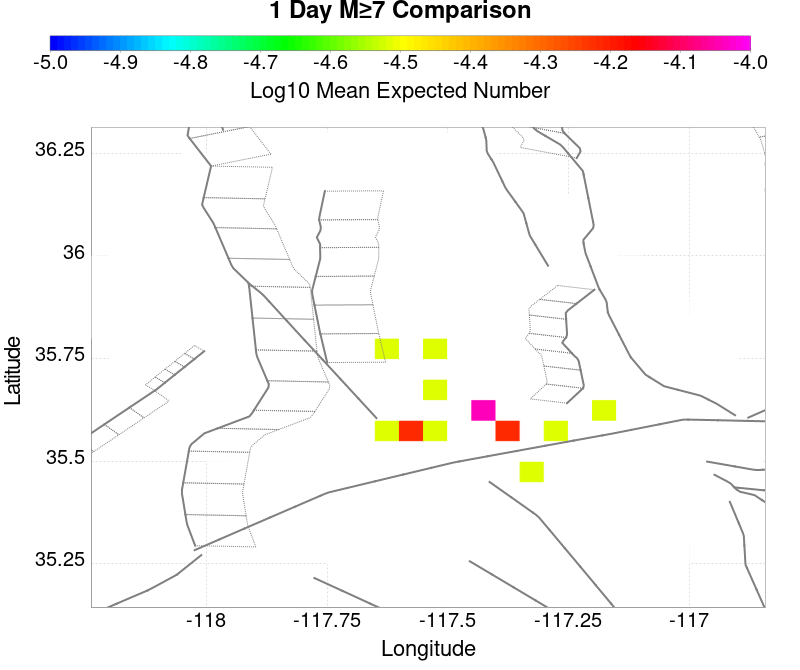 1 Day M≥7 Comparison
-5.0 -4.9 -4.8 -4.7 -4.6 -4.5 -4.4 -4.3 -4.2 -4.1 -4.0
Log10 Mean Expected Number
36.25
36
35.75
35.5
35.25
Latitude
-118 -117.75 -117.5 -117.25 -117
Longitude